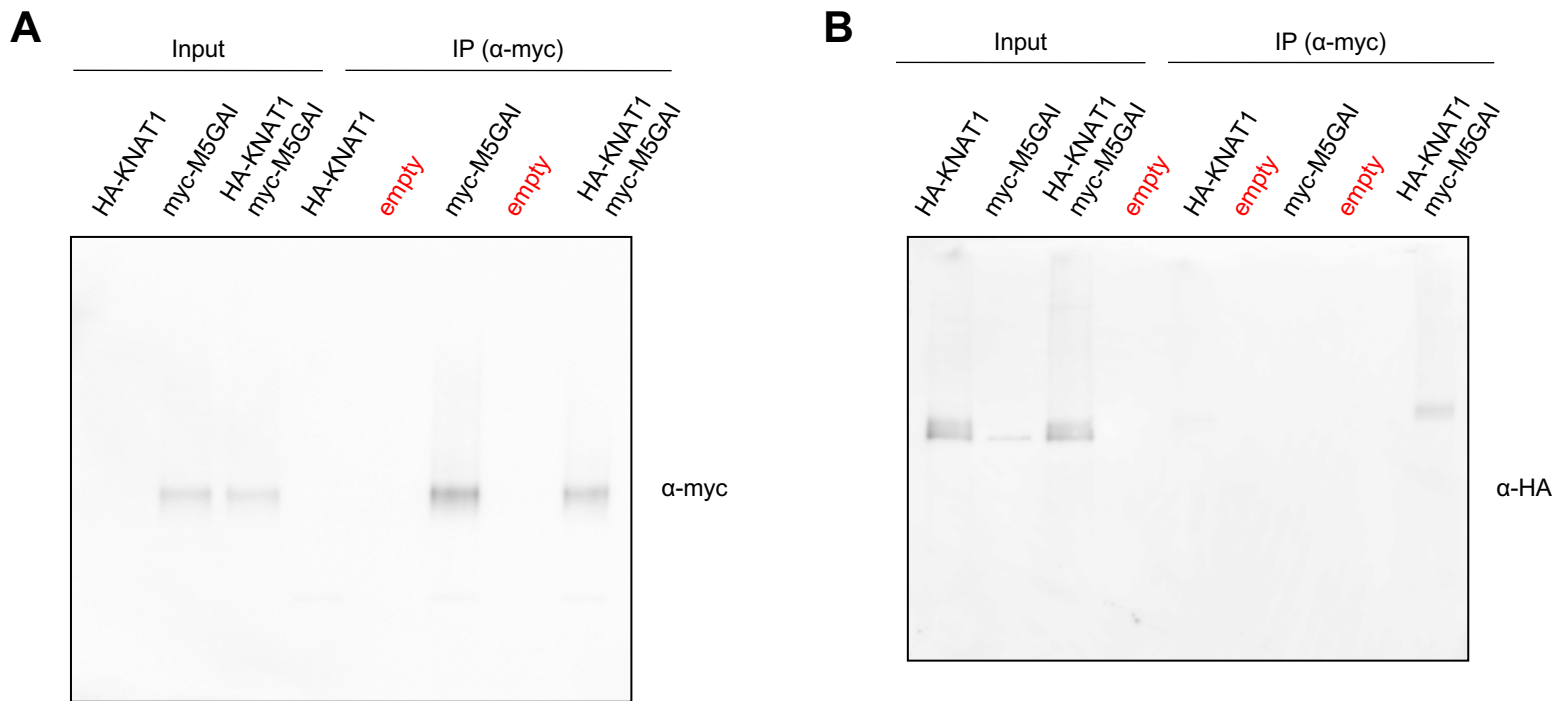 A
Input
IP (α-myc)
HA-KNAT1
myc-M5GAI
HA-KNAT1
myc-M5GAI
HA-KNAT1
empty
myc-M5GAI
empty
HA-KNAT1
myc-M5GAI
α-myc
B
Input
IP (α-myc)
HA-KNAT1
myc-M5GAI
HA-KNAT1
myc-M5GAI
empty
HA-KNAT1
empty
myc-M5GAI
empty
HA-KNAT1
myc-M5GAI
α-HA